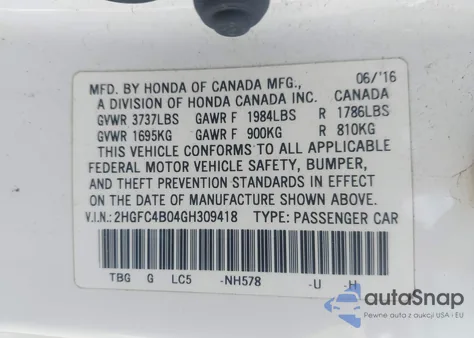 MFD. BY HONDA OF CANADA MFG., 06/'16
A DIVISION OF HONDA CANADA INC. CANADA
GVWR 3737LBS GAWR F 1984LBS R 1786LBS
GVWR 1695KG GAWR F 900KG R 810KG
THIS VEHICLE CONFORMS TO ALL APPLICABLE
FEDERAL MOTOR VEHICLE SAFETY, BUMPER,
AND THEFT PREVENTION STANDARDS IN EFFECT
ON THE DATE OF MANUFACTURE SHOWN ABOVE.
V.I.N.: 2HGFC4B04GH309418 TYPE: PASSENGER CAR
TBG G LC5 -NH578 -U -H
autoSnap
Pewne auta z aukcji USA i EU